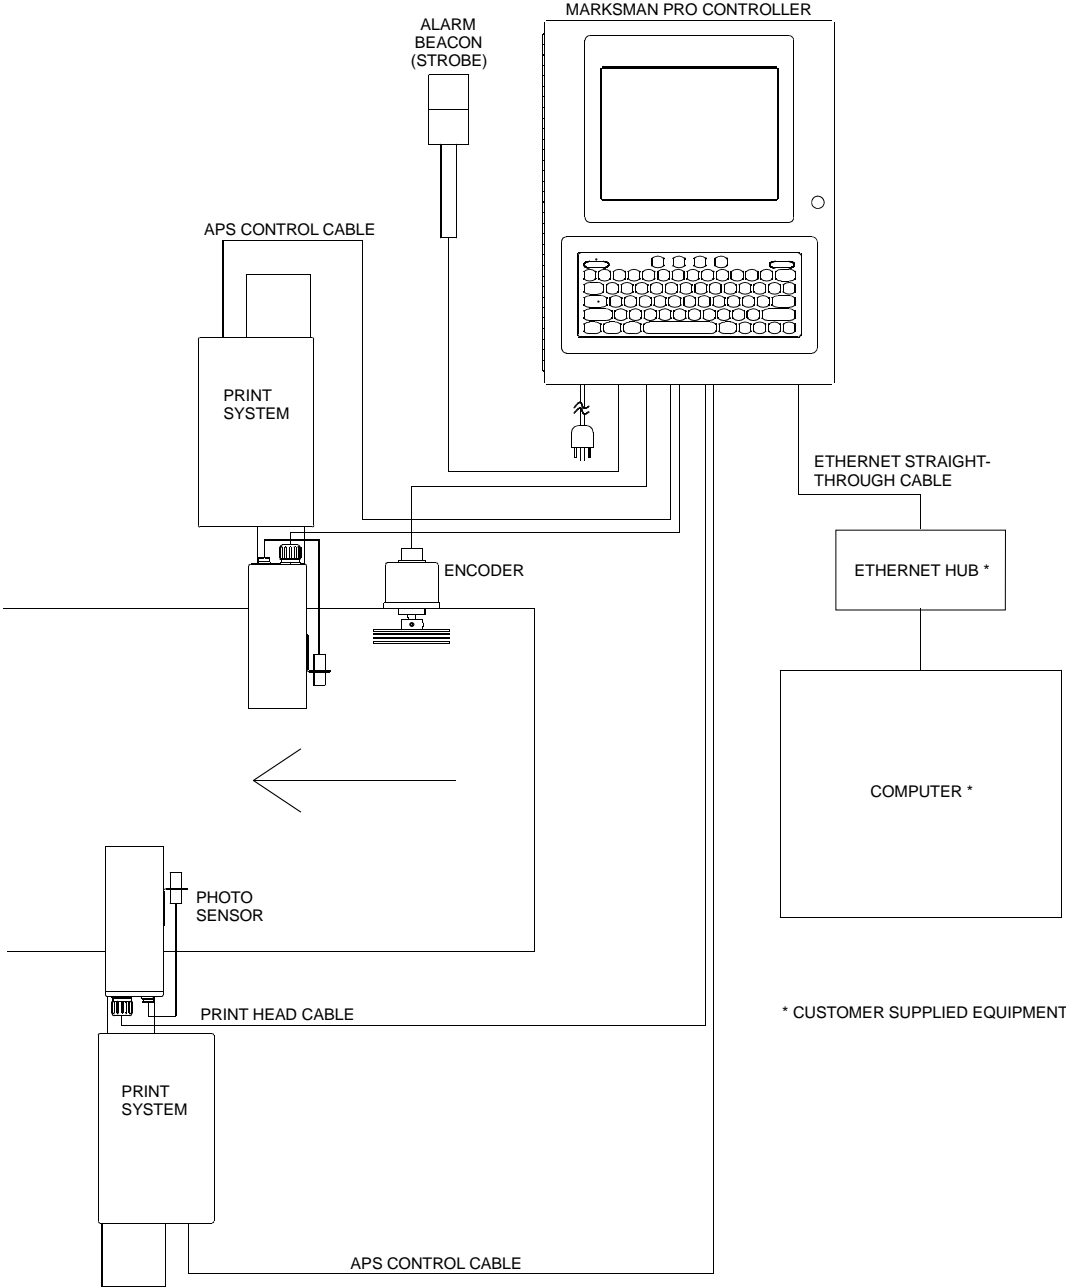 MARKSMAN PRO CONTROLLER
ALARM
BEACON
(STROBE)
APS CONTROL CABLE
PRINT
SYSTEM
ETHERNET STRAIGHT-
THROUGH CABLE
ENCODER
ETHERNET HUB *
COMPUTER *
PHOTO
SENSOR
PRINT HEAD CABLE
* CUSTOMER SUPPLIED EQUIPMENT
PRINT
SYSTEM
APS CONTROL CABLE